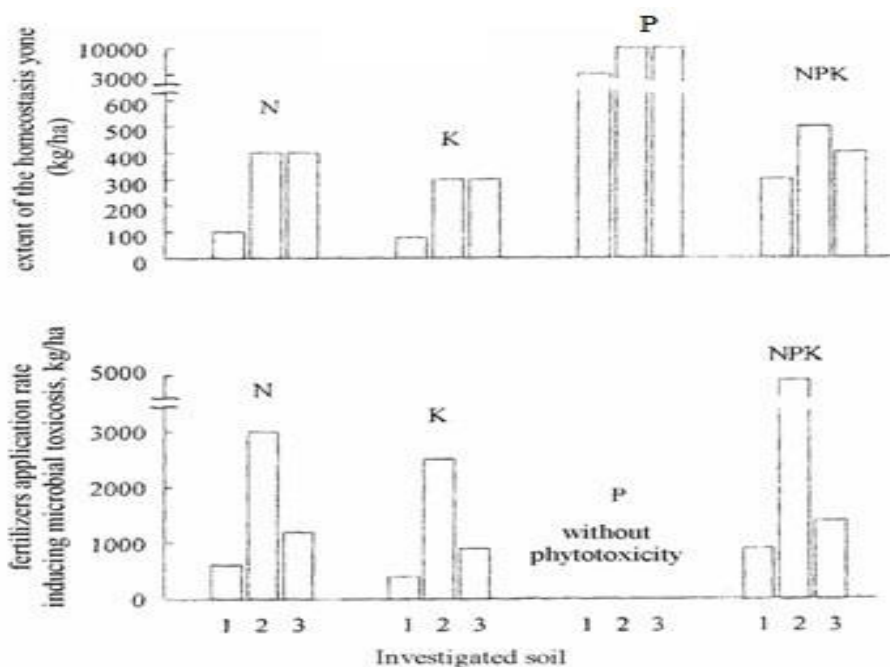 P
10000
3000
NPK
600
N
500
K
400
300
200
100
0
extent of the homeostasis yone
(kg/ha)
NPK
5000
N
K
3000
P
2000
without
phytotoxicity
1000
0
fertilizers application rate
inducing microbial toxicosis, kg/ha
1 2 3 1 2 3 1 2 3 1 2 3
Investigated soil